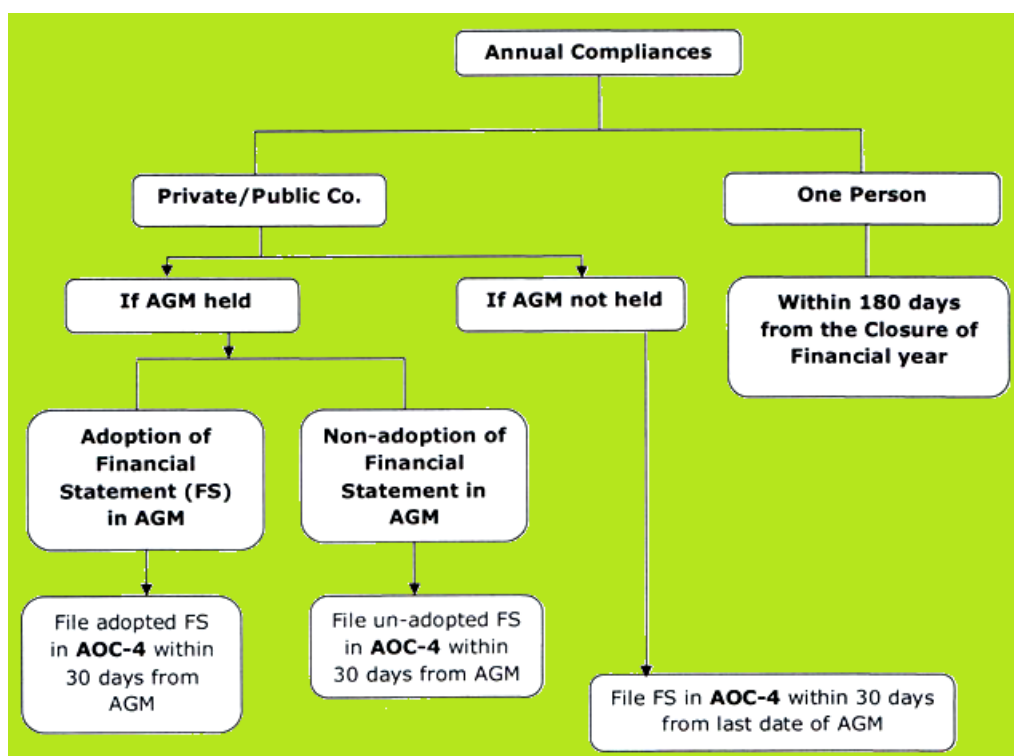 Annual Compliances
Private/Public Co.
One Person
If AGM held
If AGM not held
Within 180 days
from the Closure of
Financial year
Adoption of
Financial
Statement (FS)
in AGM
Non-adoption of
Financial
Statement in
AGM
File adopted FS
in AOC-4 within
30 days from
AGM
File un-adopted FS
in AOC-4 within
30 days from AGM
File FS in AOC-4 within 30 days
from last date of AGM